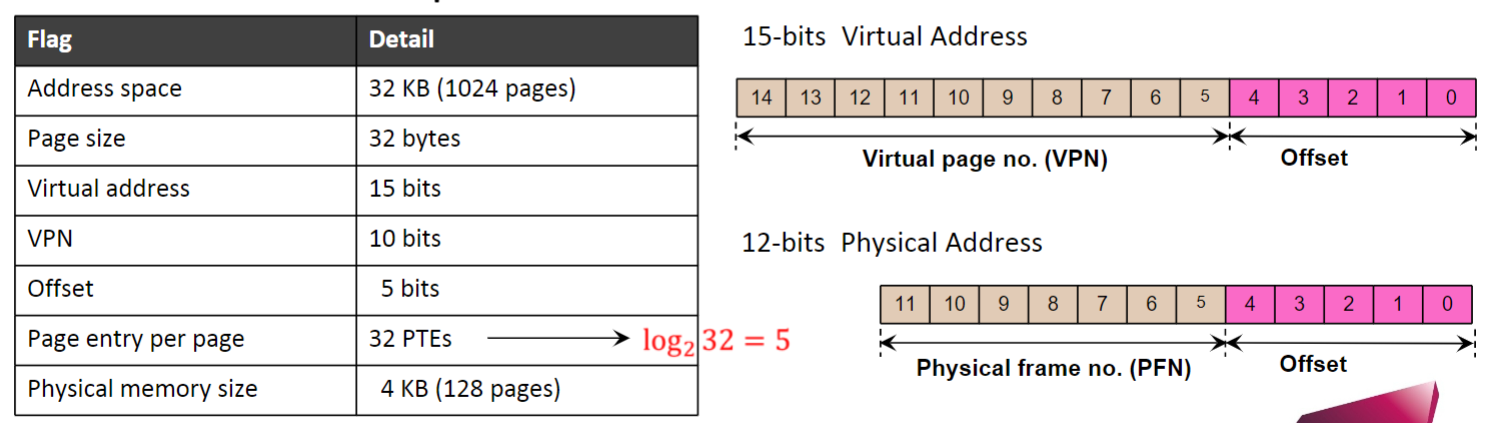 Flag Detail
Address space 32 KB (1024 pages)
Page size 32 bytes
Virtual address 15 bits
VPN 10 bits
Offset 5 bits
Page entry per page 32 PTEs log₂ 32 = 5
Physical memory size 4 KB (128 pages)
15-bits Virtual Address
14 13 12 11 10 9 8 7 6 5 4 3 2 1 0
Virtual page no. (VPN) Offset
12-bits Physical Address
11 10 9 8 7 6 5 4 3 2 1 0
Physical frame no. (PFN) Offset